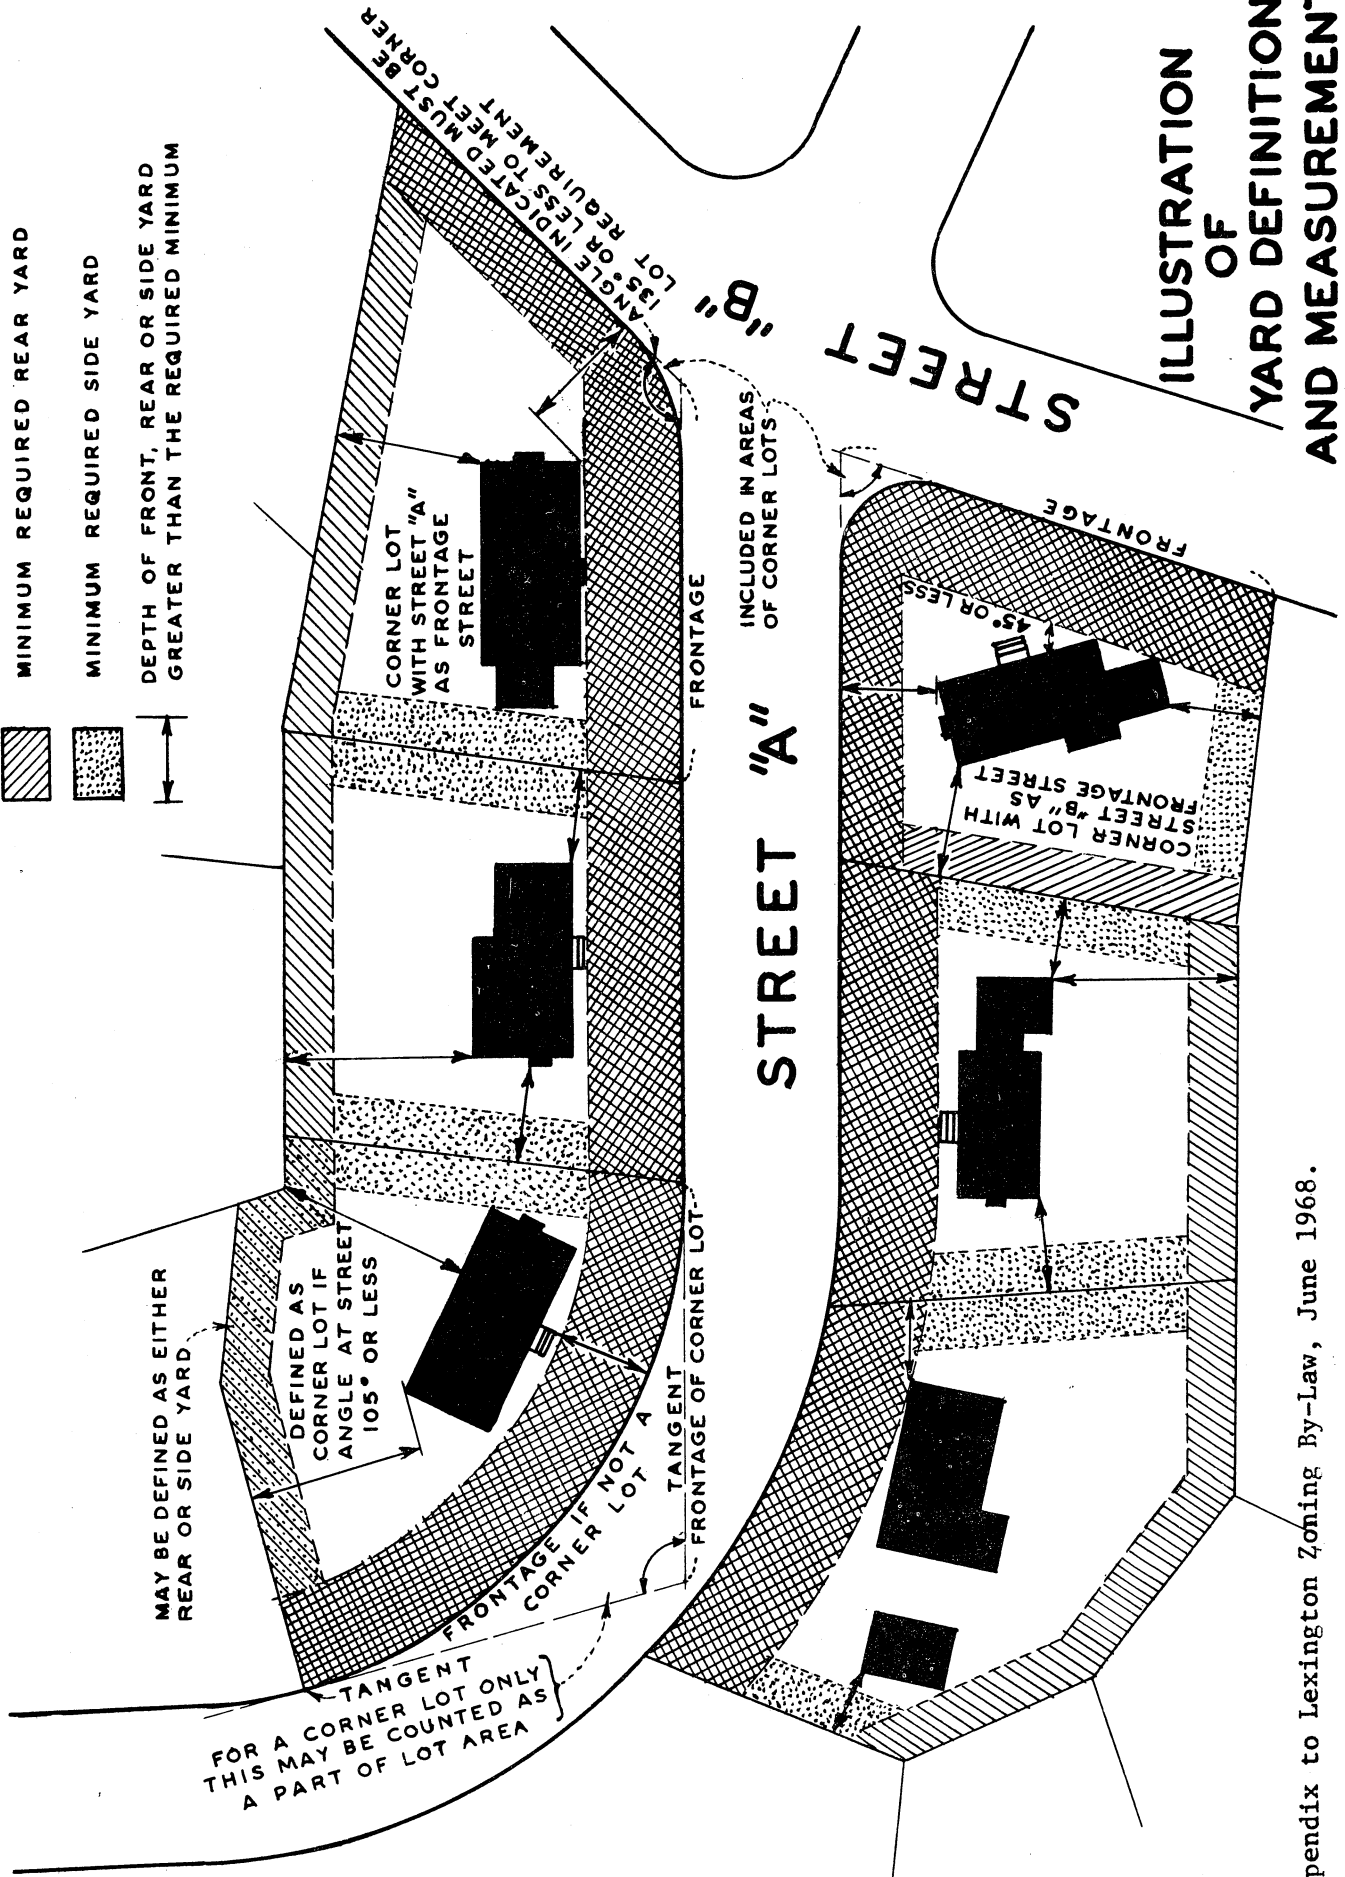 MINIMUM REQUIRED REAR YARD
MINIMUM REQUIRED SIDE YARD
DEPTH OF FRONT, REAR OR SIDE YARD
GREATER THAN THE REQUIRED MINIMUM
MAY BE DEFINED AS EITHER
REAR OR SIDE YARD
DEFINED AS
CORNER LOT IF
ANGLE AT STREET
105° OR LESS
CORNER LOT
WITH STREET "A"
AS FRONTAGE
STREET
ANGLE INDICATED MUST BE
135° OR LESS TO MEET CORNER
LOT REQUIREMENT
FRONTAGE IF NOT A
CORNER LOT
TANGENT
FRONTAGE OF CORNER LOT
FRONTAGE
TANGENT
FOR A CORNER LOT ONLY
THIS MAY BE COUNTED AS
A PART OF LOT AREA
INCLUDED IN AREAS
OF CORNER LOTS
STREET "A"
STREET "B"
45° OR LESS
FRONTAGE
CORNER LOT WITH
STREET "B" AS
FRONTAGE STREET
ILLUSTRATION
OF
YARD DEFINITION
AND MEASUREMENT
pendix to Lexington Zoning By-Law, June 1968.